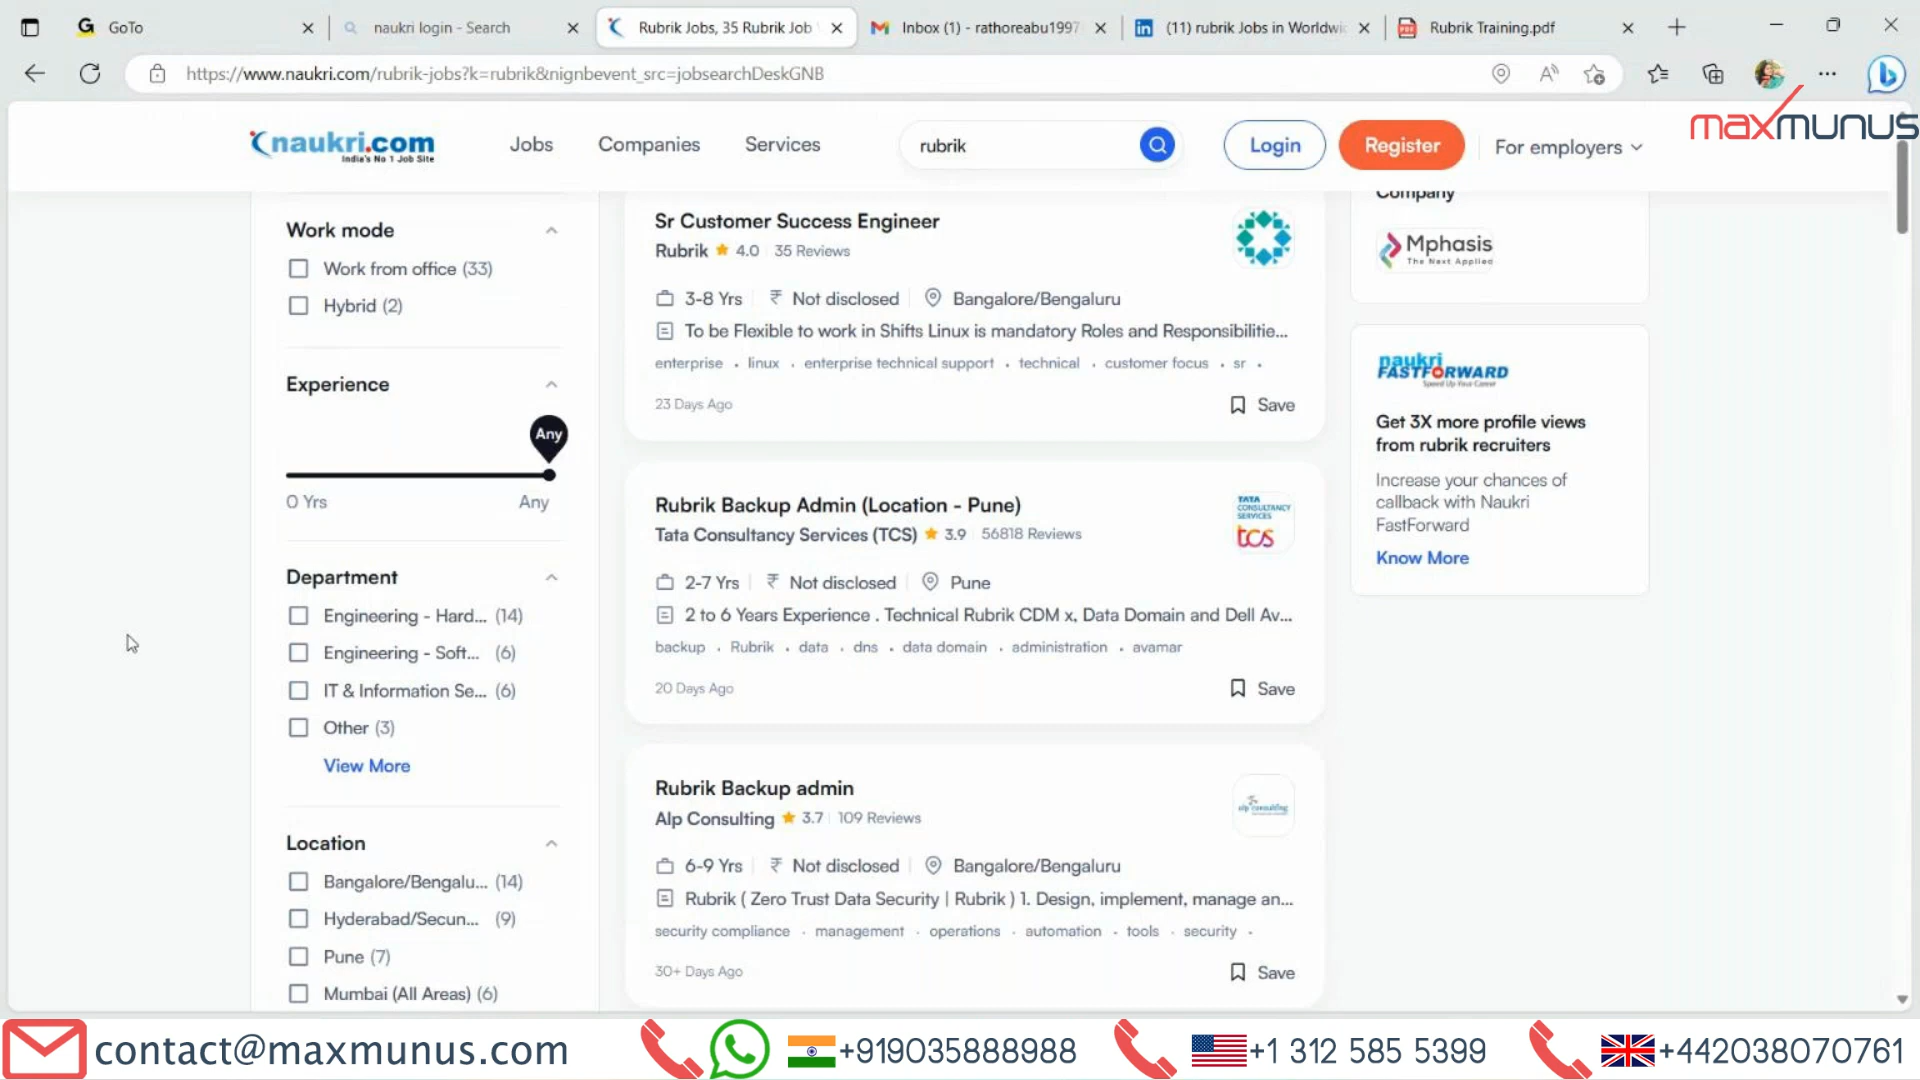 GoTo
naukri login - Search
Rubrik Jobs, 35 Rubrik Job
Inbox (1) - rathoreabu1997
(11) rubrik Jobs in Worldwi
Rubrik Training.pdf
https://www.naukri.com/rubrik-jobs?k=rubrik&nignbevent_src=jobsearchDeskGNB
maxmunus
naukri.com
India's No 1 Job Site
Jobs
Companies
Services
rubrik
Login
Register
For employers
Work mode
Work from office (33)
Hybrid (2)
Experience
Any
0 Yrs
Any
Department
Engineering - Hard... (14)
Engineering - Soft... (6)
IT & Information Se... (6)
Other (3)
View More
Location
Bangalore/Bengalu... (14)
Hyderabad/Secun... (9)
Pune (7)
Mumbai (All Areas) (6)
Sr Customer Success Engineer
Rubrik 4.0 35 Reviews
3-8 Yrs ₹ Not disclosed Bangalore/Bengaluru
To be Flexible to work in Shifts Linux is mandatory Roles and Responsibilitie...
enterprise • linux • enterprise technical support • technical • customer focus • sr •
23 Days Ago
Save
Rubrik Backup Admin (Location - Pune)
Tata Consultancy Services (TCS) 3.9 56818 Reviews
TATA
CONSULTANCY
SERVICES
tcs
2-7 Yrs ₹ Not disclosed Pune
2 to 6 Years Experience . Technical Rubrik CDM x, Data Domain and Dell Av...
backup • Rubrik • data • dns • data domain • administration • avamar
20 Days Ago
Save
Rubrik Backup admin
Alp Consulting 3.7 109 Reviews
alp consulting
6-9 Yrs ₹ Not disclosed Bangalore/Bengaluru
Rubrik ( Zero Trust Data Security | Rubrik ) 1. Design, implement, manage an...
security compliance • management • operations • automation • tools • security •
30+ Days Ago
Save
Company
Mphasis
The Next Applied
naukri
FASTFORWARD
Speed Up Your Career
Get 3X more profile views
from rubrik recruiters
Increase your chances of
callback with Naukri
FastForward
Know More
contact@maxmunus.com
+919035888988
+1 312 585 5399
+442038070761